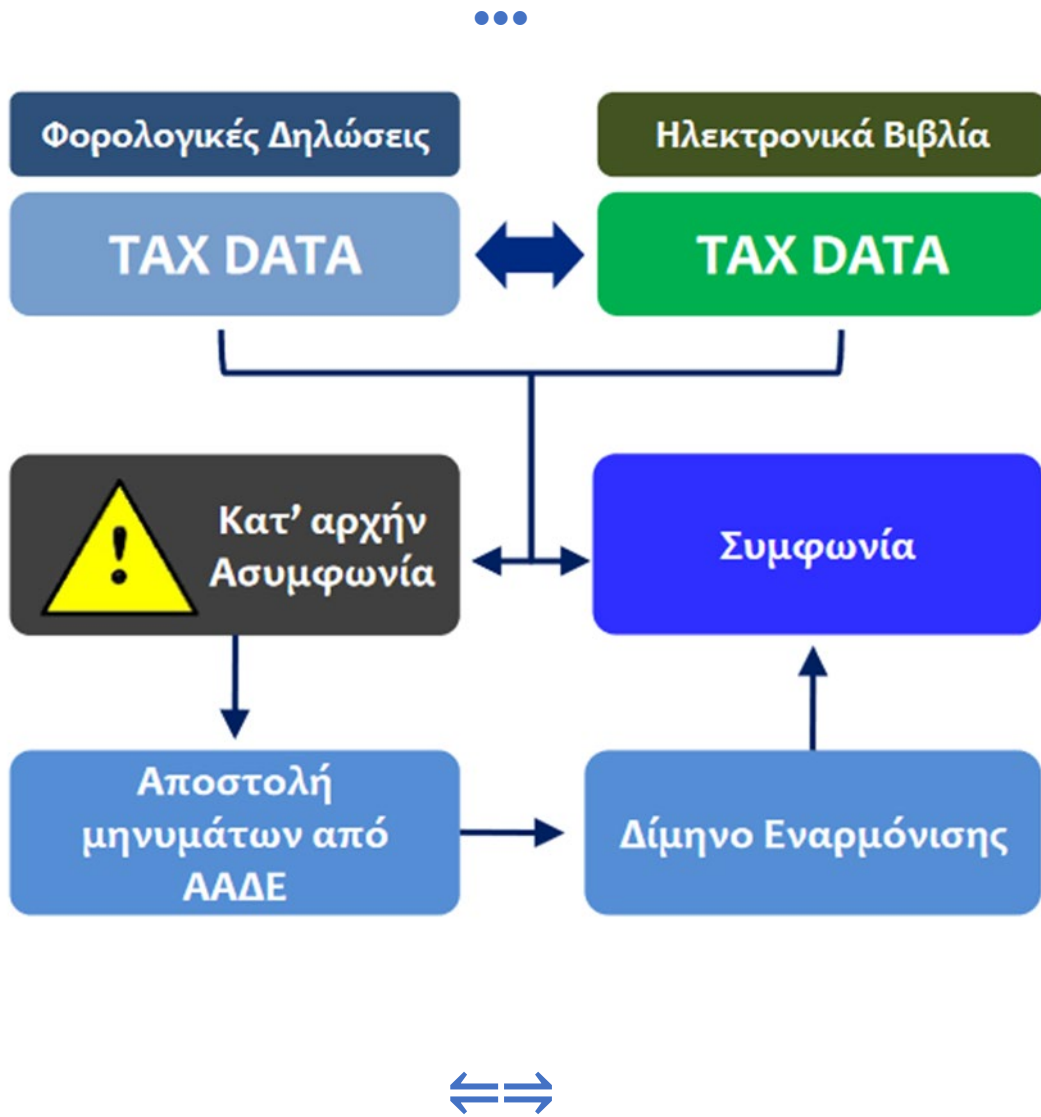 Φορολογικές Δηλώσεις
Ηλεκτρονικά Βιβλία
TAX DATA
TAX DATA
Κατ’ αρχήν
Ασυμφωνία
Συμφωνία
Αποστολή
μηνυμάτων από
ΑΑΔΕ
Δίμηνο Εναρμόνισης